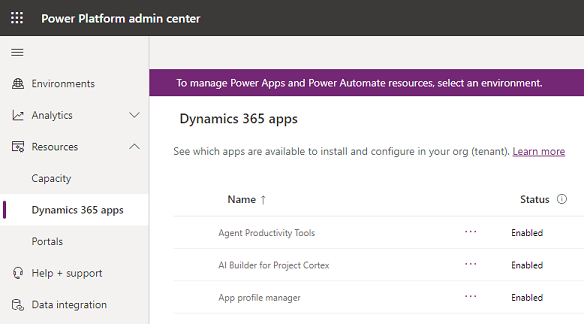 Power Platform admin center
Environments
Analytics
Resources
Capacity
Dynamics 365 apps
Portals
Help + support
Data integration
To manage Power Apps and Power Automate resources, select an environment.
Dynamics 365 apps
See which apps are available to install and configure in your org (tenant). Learn more
Name ↑ Status
Agent Productivity Tools ··· Enabled
AI Builder for Project Cortex ··· Enabled
App profile manager ··· Enabled